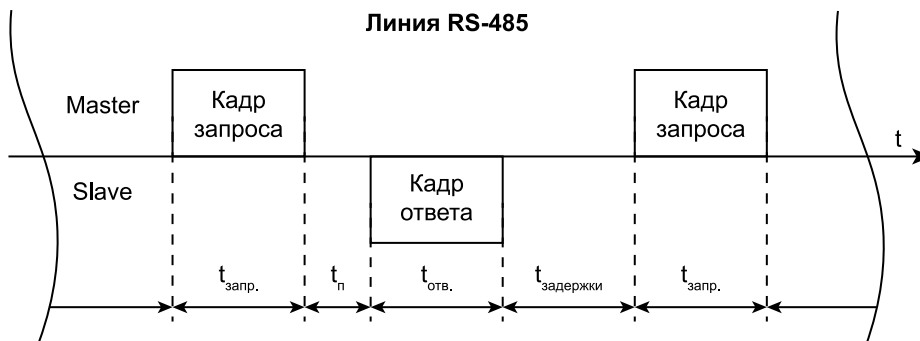 Линия RS-485
Master
Кадр
запроса
Кадр
запроса
t
Slave
Кадр
ответа
tзапр.
tп
tотв.
tзадержки
tзапр.